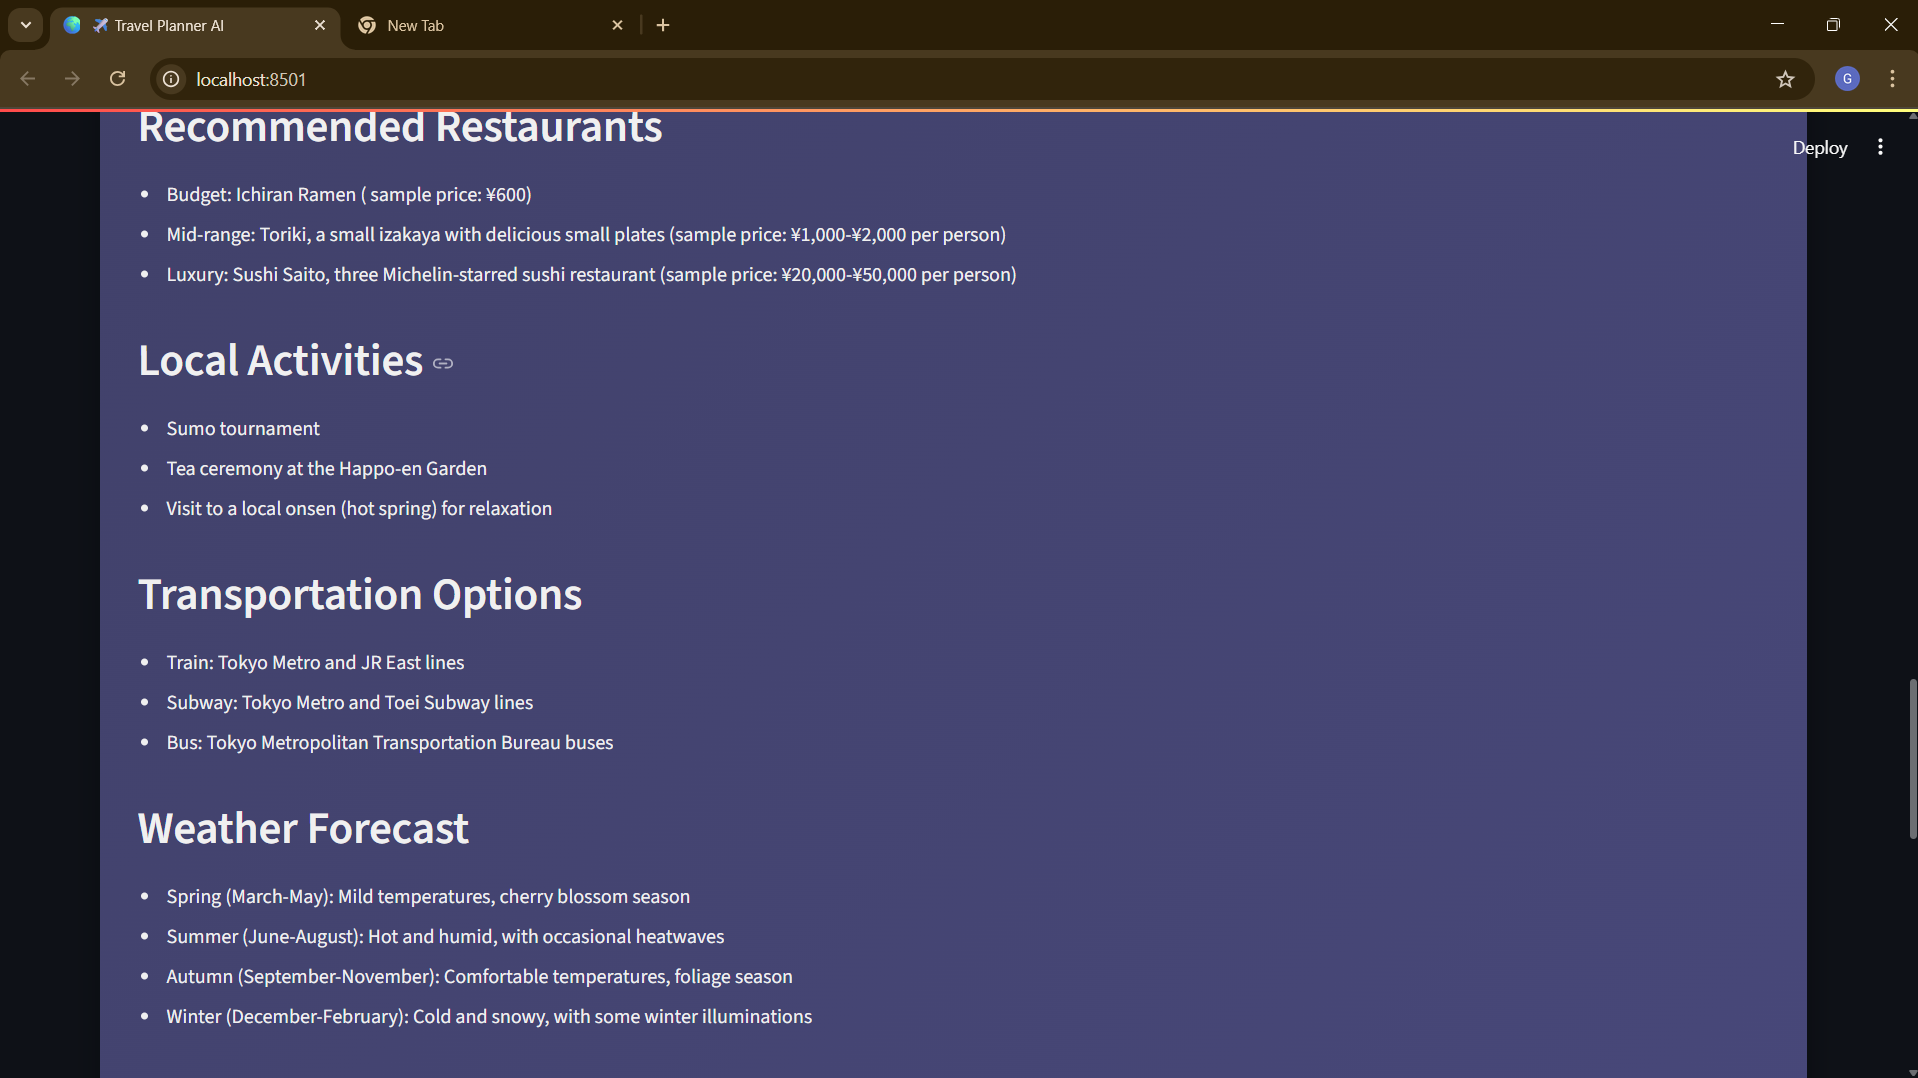 Travel Planner AI
New Tab
localhost:8501
G
Deploy
Recommended Restaurants
Budget: Ichiran Ramen ( sample price: ¥600)
Mid-range: Toriki, a small izakaya with delicious small plates (sample price: ¥1,000-¥2,000 per person)
Luxury: Sushi Saito, three Michelin-starred sushi restaurant (sample price: ¥20,000-¥50,000 per person)
Local Activities
Sumo tournament
Tea ceremony at the Happo-en Garden
Visit to a local onsen (hot spring) for relaxation
Transportation Options
Train: Tokyo Metro and JR East lines
Subway: Tokyo Metro and Toei Subway lines
Bus: Tokyo Metropolitan Transportation Bureau buses
Weather Forecast
Spring (March-May): Mild temperatures, cherry blossom season
Summer (June-August): Hot and humid, with occasional heatwaves
Autumn (September-November): Comfortable temperatures, foliage season
Winter (December-February): Cold and snowy, with some winter illuminations